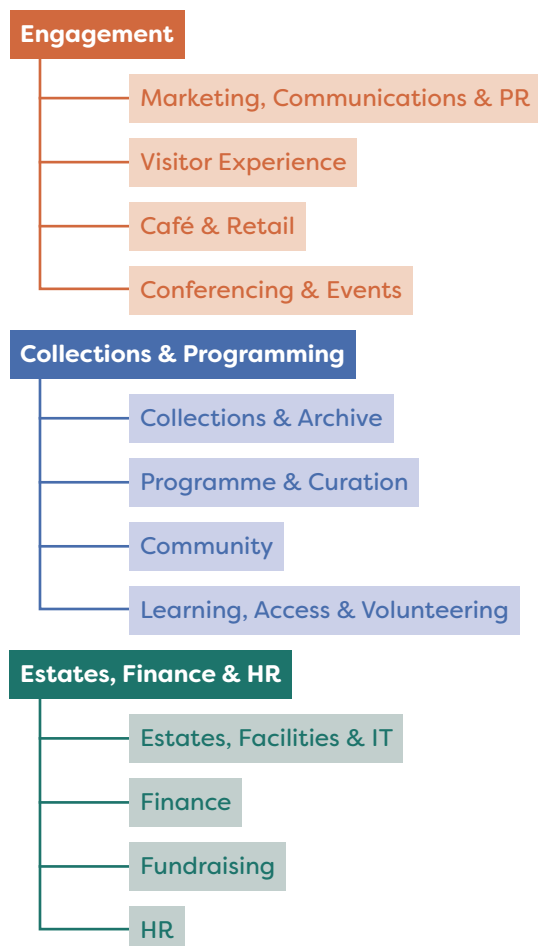 Engagement
Marketing, Communications & PR
Visitor Experience
Café & Retail
Conferencing & Events
Collections & Programming
Collections & Archive
Programme & Curation
Community
Learning, Access & Volunteering
Estates, Finance & HR
Estates, Facilities & IT
Finance
Fundraising
HR